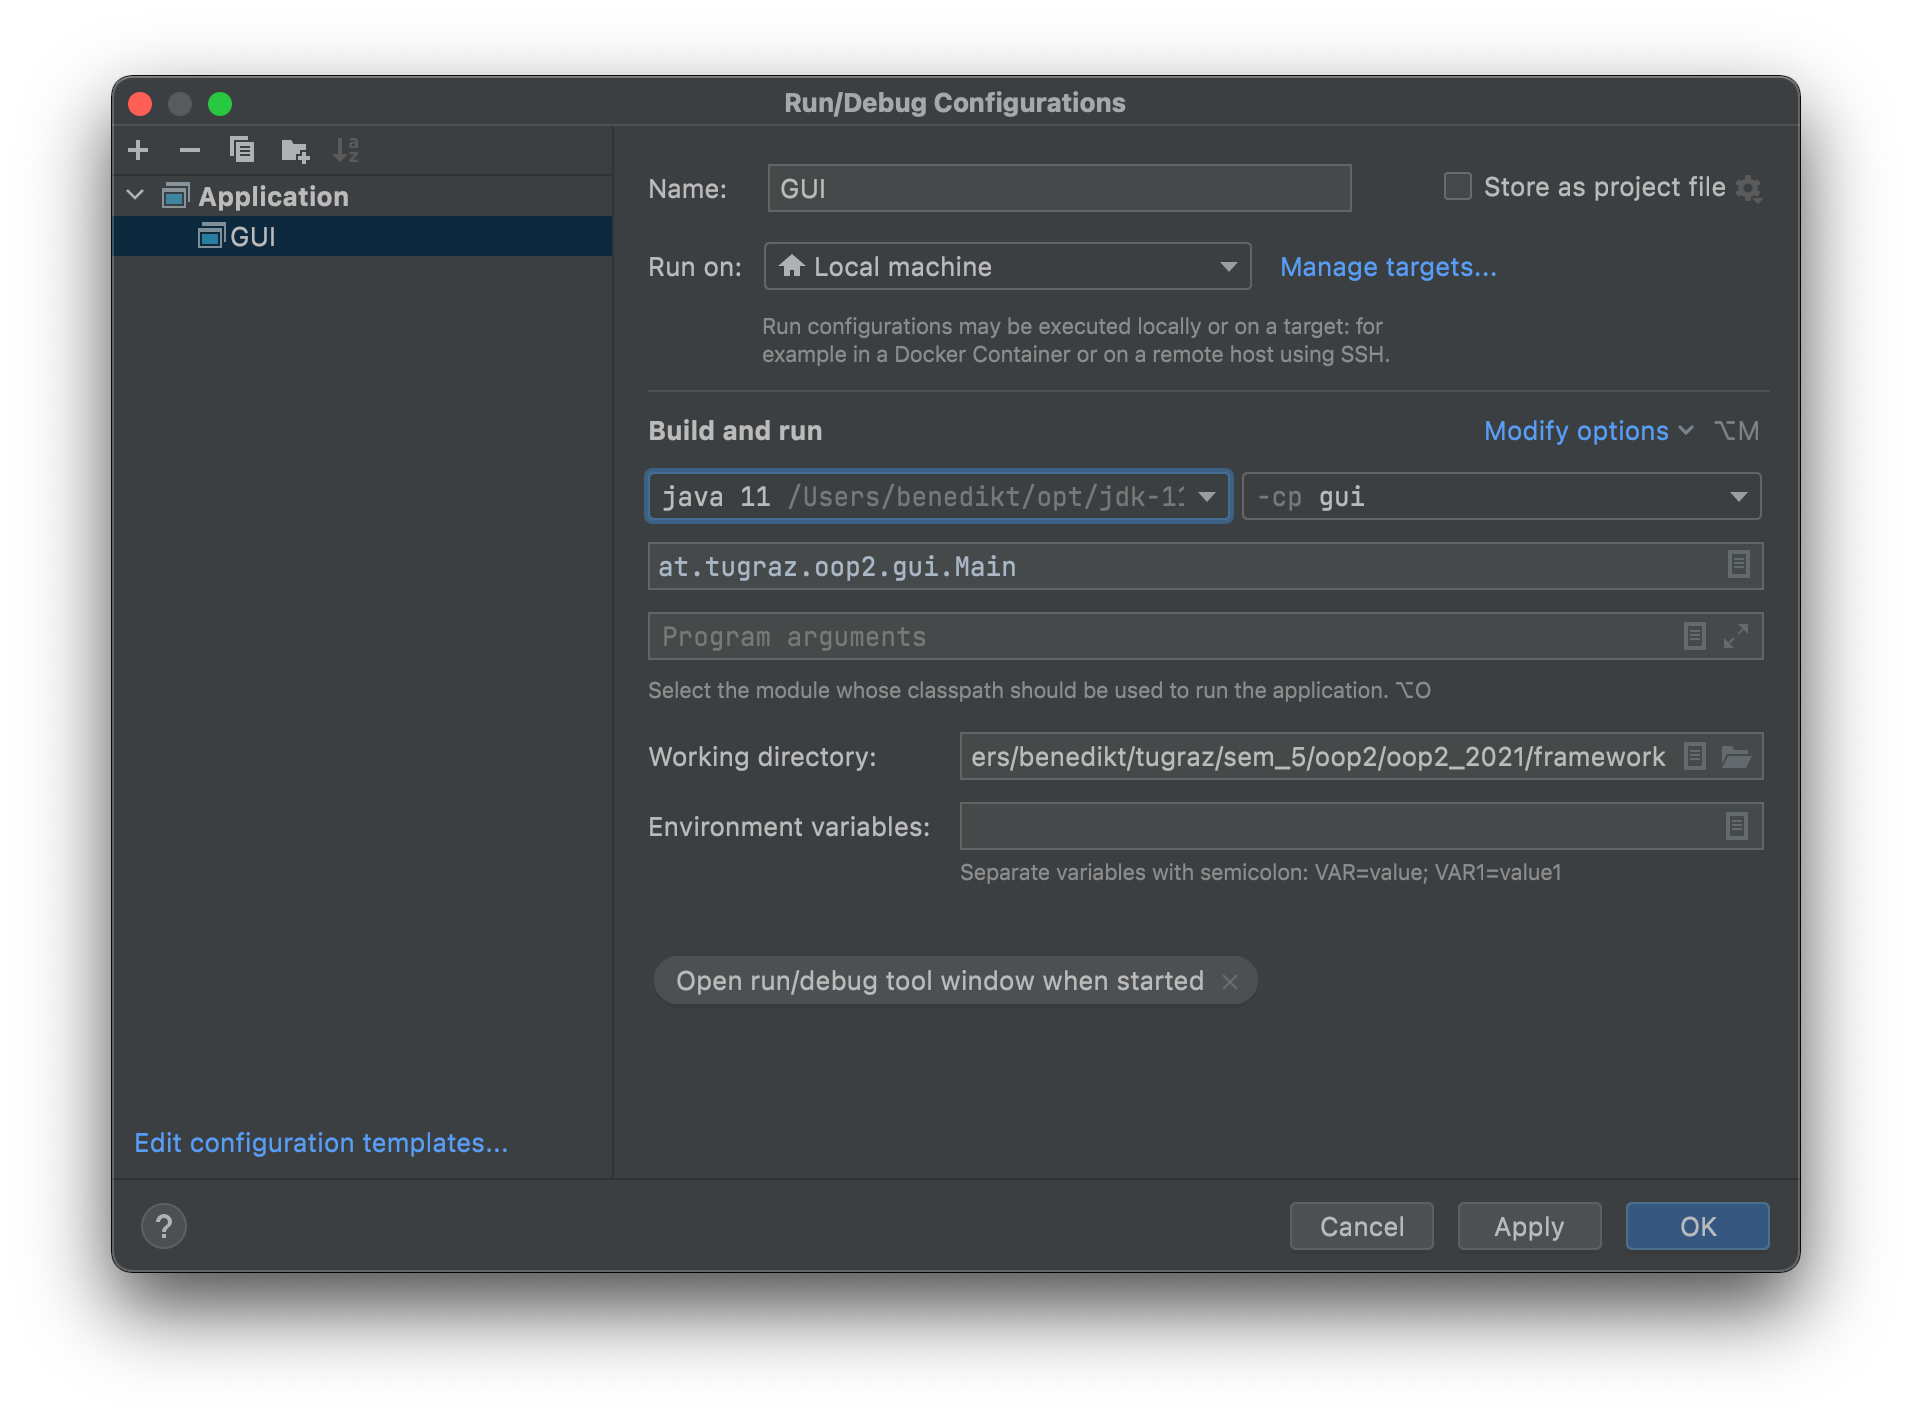 Run/Debug Configurations
Application
GUI
Edit configuration templates...
Name: GUI
Store as project file
Run on: Local machine Manage targets...
Run configurations may be executed locally or on a target: for
example in a Docker Container or on a remote host using SSH.
Build and run Modify options ⌥M
java 11 /Users/benedikt/opt/jdk-11 -cp gui
at.tugraz.oop2.gui.Main
Program arguments
Select the module whose classpath should be used to run the application. ⌥O
Working directory: ers/benedikt/tugraz/sem_5/oop2/oop2_2021/framework
Environment variables:
Separate variables with semicolon: VAR=value; VAR1=value1
Open run/debug tool window when started ×
? Cancel Apply OK